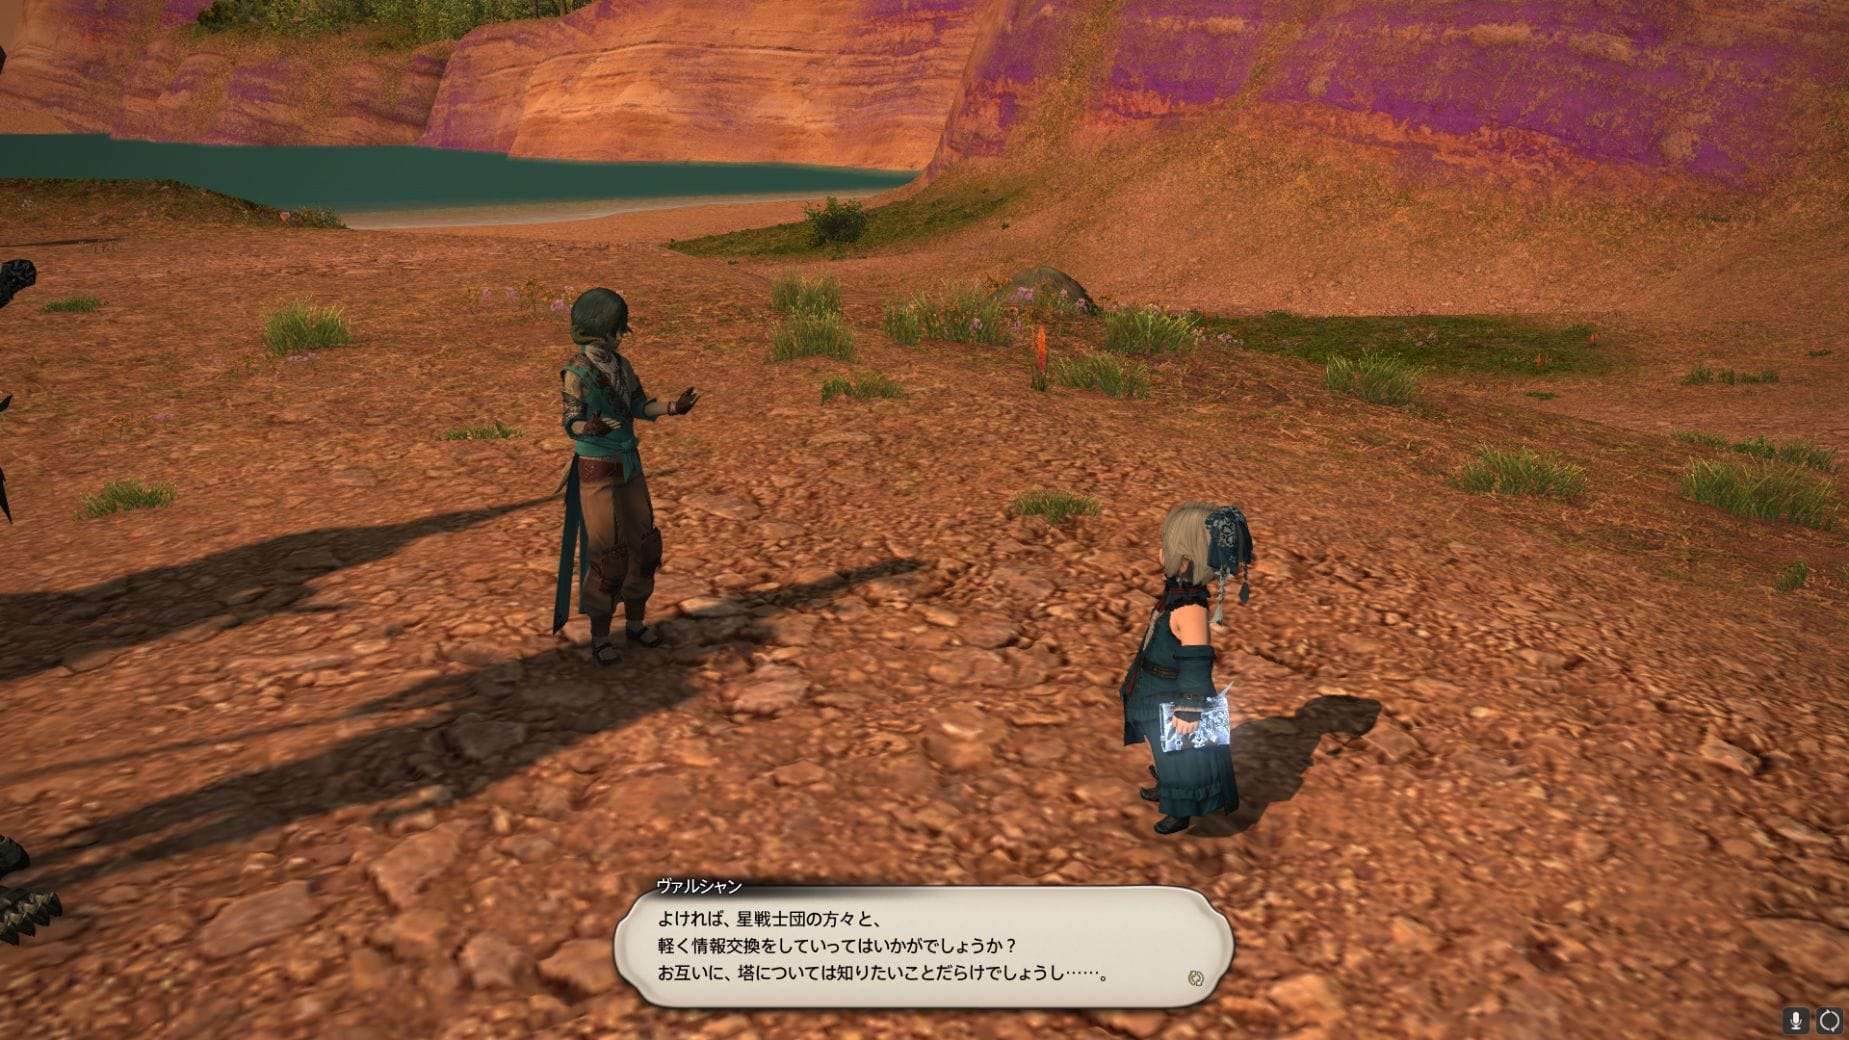 ヴァルシャン
よければ、星戦士団の方々と、
軽く情報交換をしていってはいかがでしょうか？
お互いに、塔については知りたいことだらけでしょうし……。